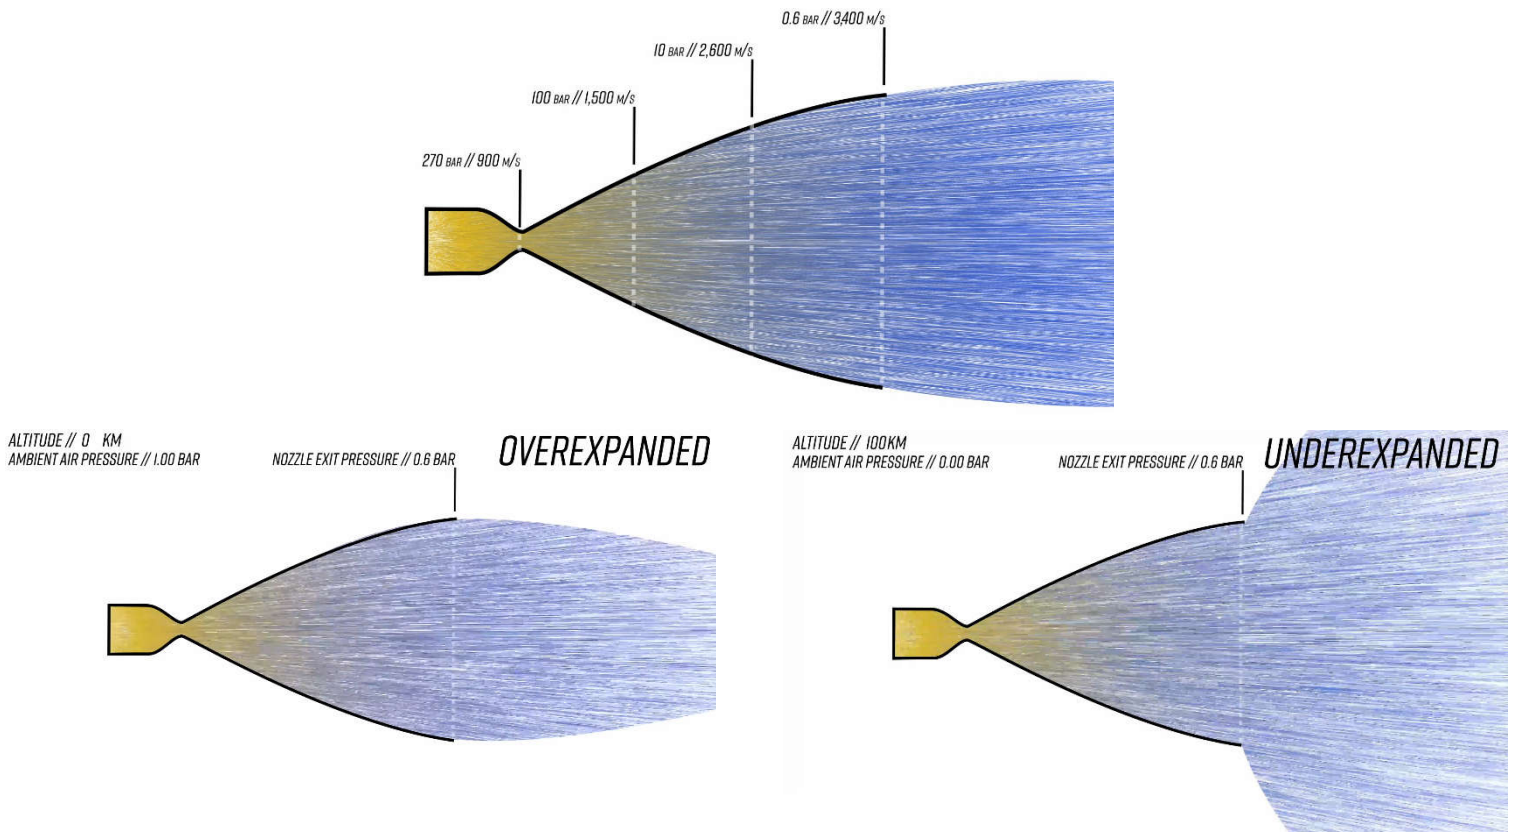 0.6 BAR // 3,400 M/S
10 BAR // 2,600 M/S
100 BAR // 1,500 M/S
270 BAR // 900 M/S
ALTITUDE // 0 KM
AMBIENT AIR PRESSURE // 1.00 BAR
NOZZLE EXIT PRESSURE // 0.6 BAR
OVEREXPANDED
ALTITUDE // 100KM
AMBIENT AIR PRESSURE // 0.00 BAR
NOZZLE EXIT PRESSURE // 0.6 BAR
UNDEREXPANDED